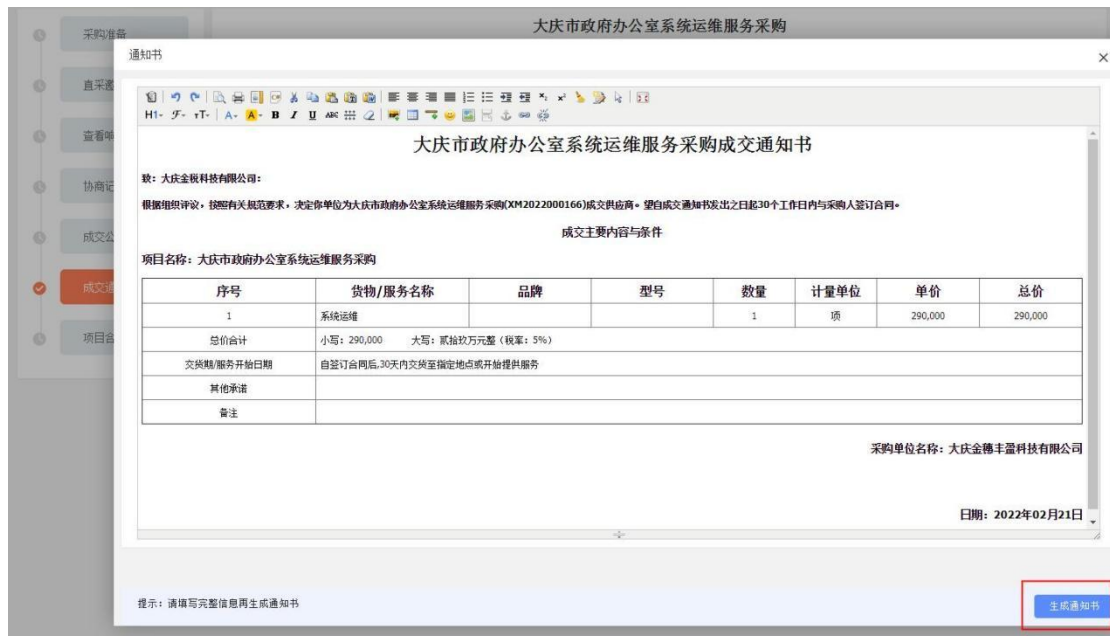 大庆市政府办公室系统运维服务采购
采购准备
通知书
×
直采邀
查看响
协商记
成交公
成交通
项目合
H1- F- тT- A- A- B I U ABC
大庆市政府办公室系统运维服务采购成交通知书
致：大庆金税科技有限公司：
根据组织评议，按照有关规范要求，决定你单位为大庆市政府办公室系统运维服务采购(XM2022000166)成交供应商。望自成交通知书发出之日起30个工作日内与采购人签订合同。
成交主要内容与条件
项目名称：大庆市政府办公室系统运维服务采购
序号 货物/服务名称 品牌 型号 数量 计量单位 单价 总价
1 系统运维 1 项 290,000 290,000
总价合计 小写：290,000 大写：贰拾玖万元整（税率：5%）
交货期/服务开始日期 自签订合同后,30天内交货至指定地点或开始提供服务
其他承诺
备注
采购单位名称：大庆金穗丰盈科技有限公司
日期：2022年02月21日
提示：请填写完整信息再生成通知书
生成通知书